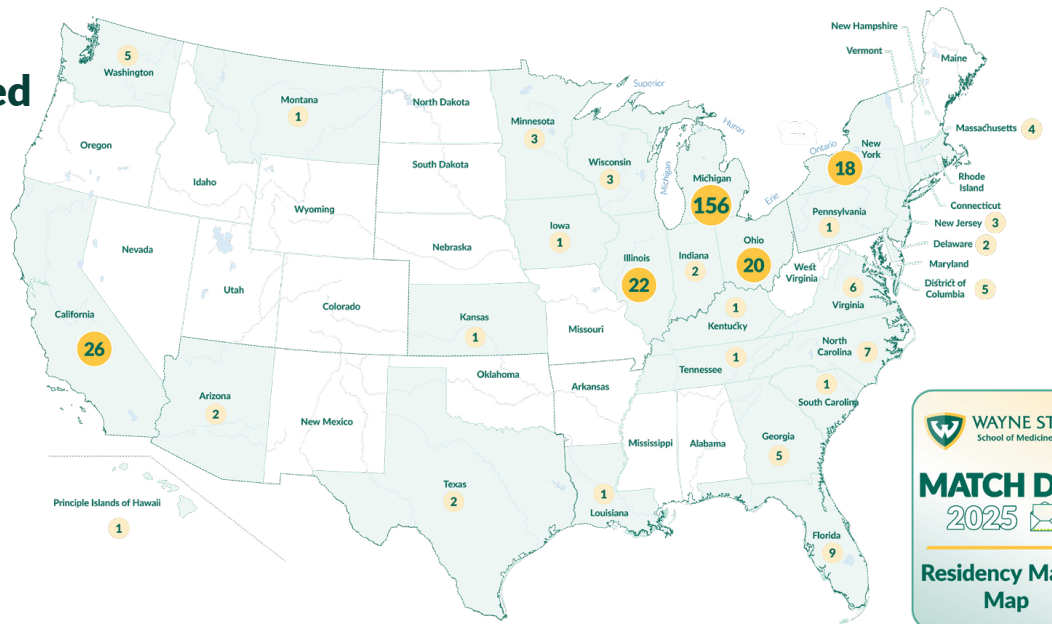 ed
5
Washington
Montana
1
North Dakota
Minnesota
3
Superior
Huron
Michigan
Ontario
Erie
New Hampshire
Vermont
Maine
Massachusetts 4
Oregon
Idaho
South Dakota
Wisconsin
3
Michigan
156
New
York
18
Rhode
Island
Connecticut
Wyoming
Iowa
1
Pennsylvania
1
New Jersey 3
Nevada
Nebraska
Illinois
22
Indiana
2
Ohio
20
West
Virginia
Delaware 2
Maryland
District of
Columbia
5
Utah
Colorado
6
Virginia
California
26
Kansas
1
Missouri
1
Kentucky
North
Carolina
7
Tennessee
1
Oklahoma
Arkansas
1
South Carolina
Arizona
2
New Mexico
Mississippi
Alabama
Georgia
5
Texas
2
1
Louisiana
Principle Islands of Hawaii
1
Florida
9
WAYNE ST
School of Medicine
MATCH D
2025
Residency Ma
Map